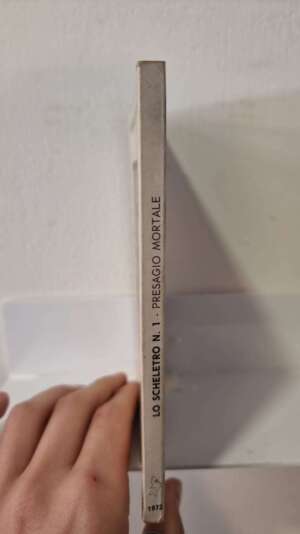 LO SCHELETRO N. 1 - PRESAGIO MORTALE
1972